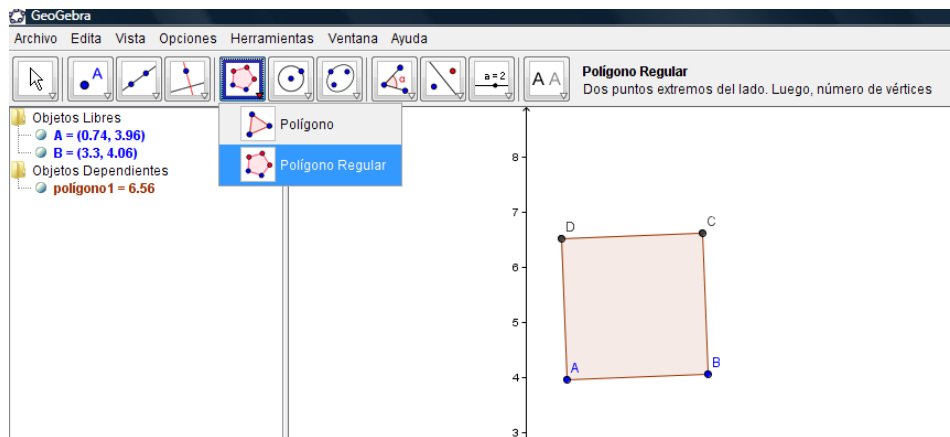 GeoGebra
Archivo Edita Vista Opciones Herramientas Ventana Ayuda
A
α
a = 2
A A
Polígono Regular
Dos puntos extremos del lado. Luego, número de vértices
Polígono
Polígono Regular
Objetos Libres
A = (0.74, 3.96)
B = (3.3, 4.06)
Objetos Dependientes
polígono1 = 6.56
8
7
6
5
4
3
D
C
A
B